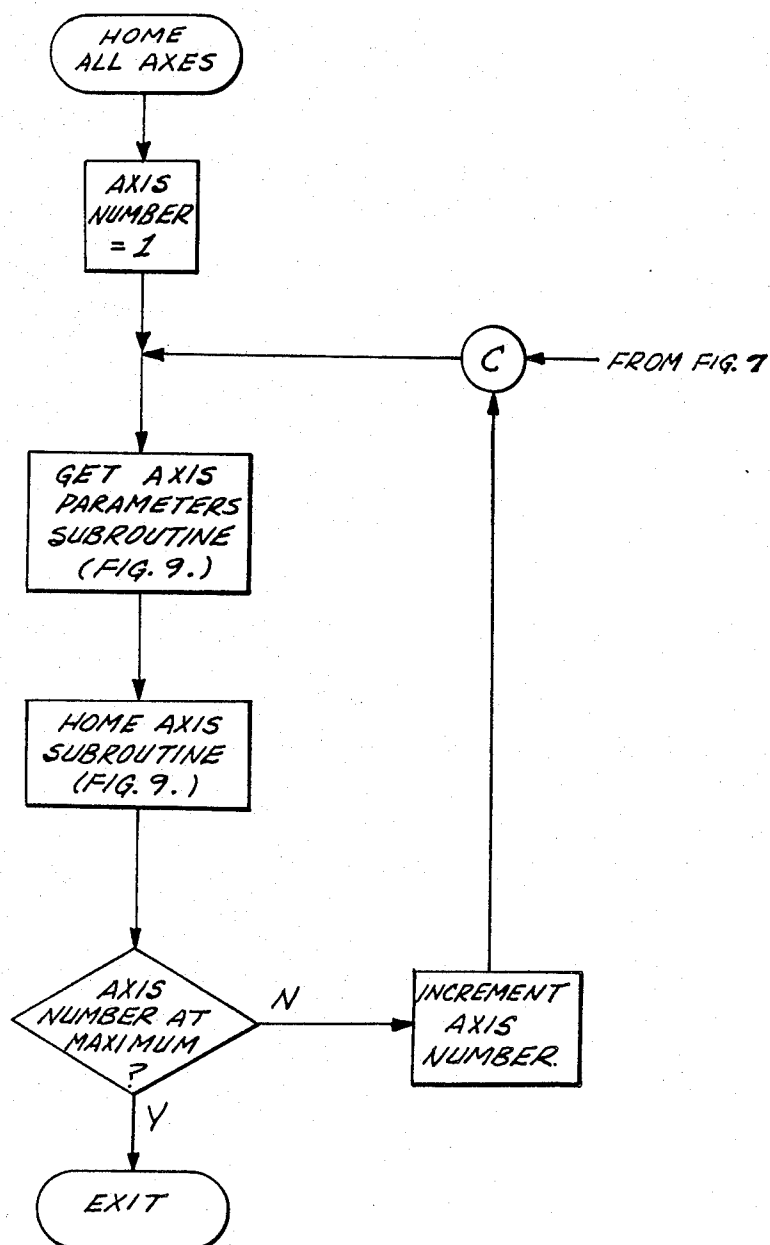 HOME
ALL AXES
AXIS
NUMBER
= 1
C
FROM FIG. 7
GET AXIS
PARAMETERS
SUBROUTINE
(FIG. 9.)
HOME AXIS
SUBROUTINE
(FIG. 9.)
AXIS
NUMBER AT
MAXIMUM
?
N
INCREMENT
AXIS
NUMBER.
Y
EXIT